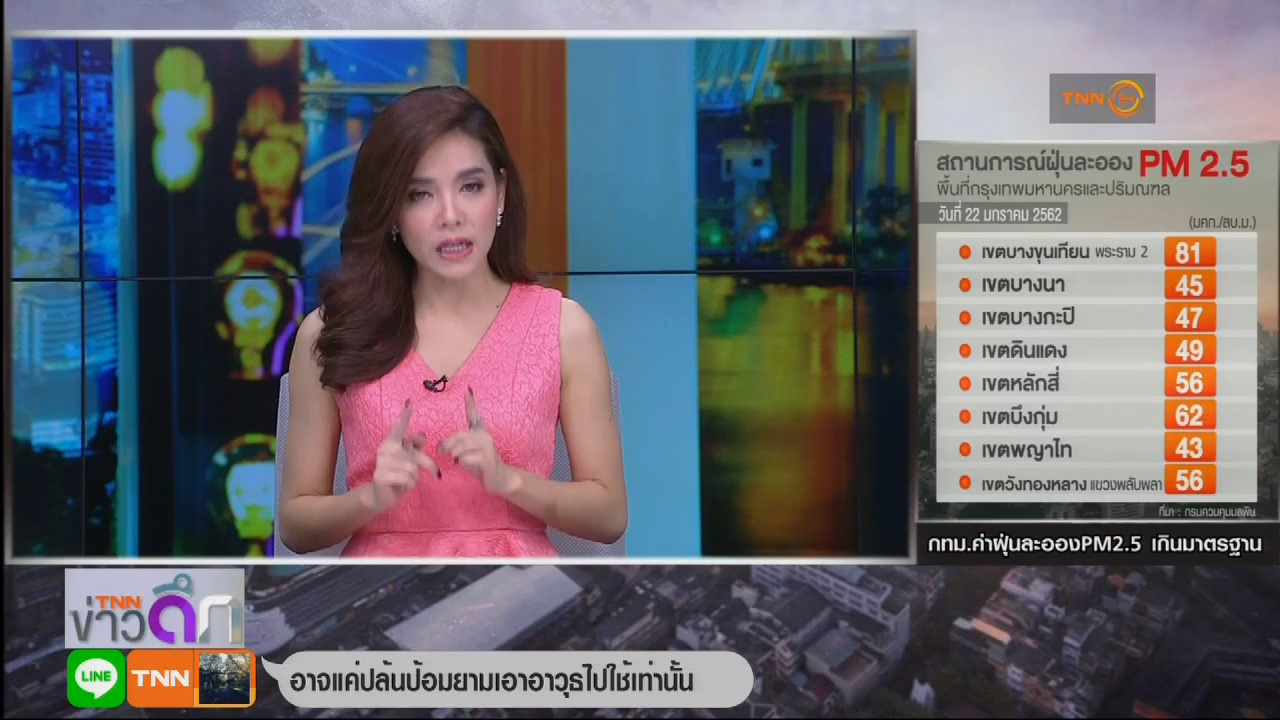 TNN 24
สถานการณ์ฝุ่นละออง PM 2.5
พื้นที่กรุงเทพมหานครและปริมณฑล
วันที่ 22 มกราคม 2562
(มคก./ลบ.ม.)
เขตบางขุนเทียน พระราม 2 81
เขตบางนา 45
เขตบางกะปิ 47
เขตดินแดง 49
เขตหลักสี่ 56
เขตบึงกุ่ม 62
เขตพญาไท 43
เขตวังทองหลาง แขวงพลับพลา 56
ที่มา : กรมควบคุมมลพิษ
กทม.ค่าฝุ่นละอองPM2.5 เกินมาตรฐาน
TNN
ข่าวดึก
LINE TNN
อาจแค่ปล้นป้อมยามเอาอาวุธไปใช้เท่านั้น